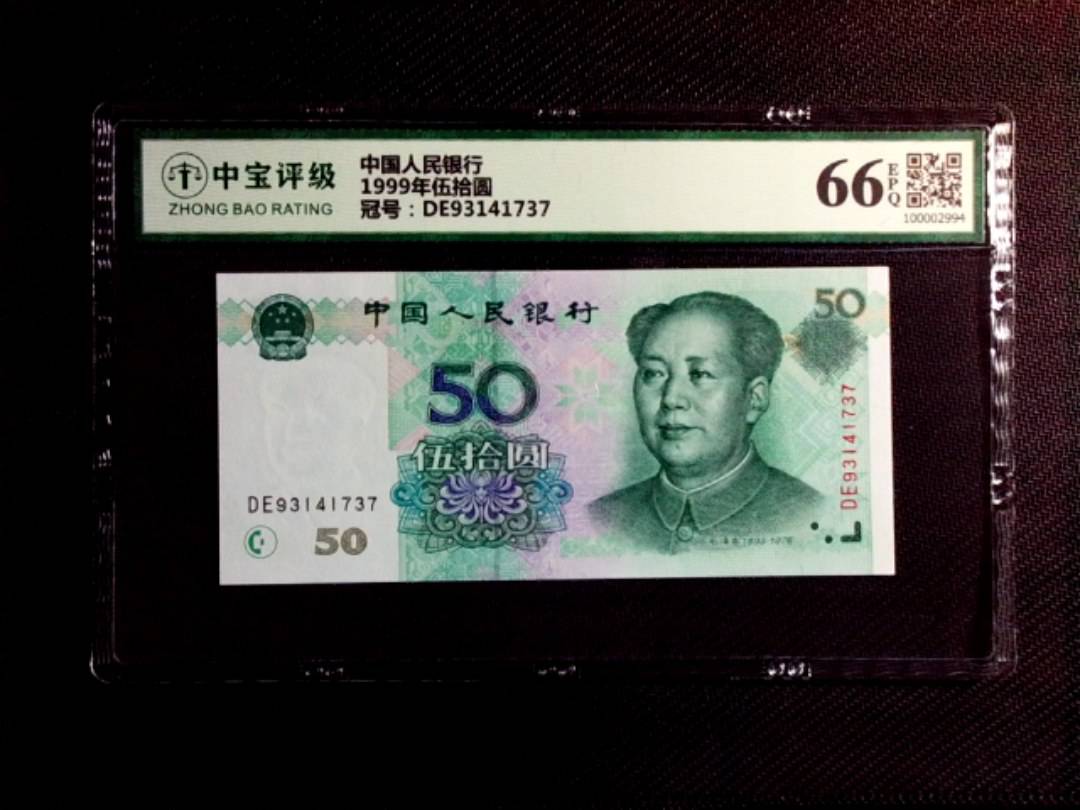 中宝评级
ZHONG BAO RATING
中国人民银行
1999年伍拾圆
冠号：DE93141737
66
EPQ
100002994
中国人民银行
50
50
伍拾圆
DE93141737
50
DE93141737